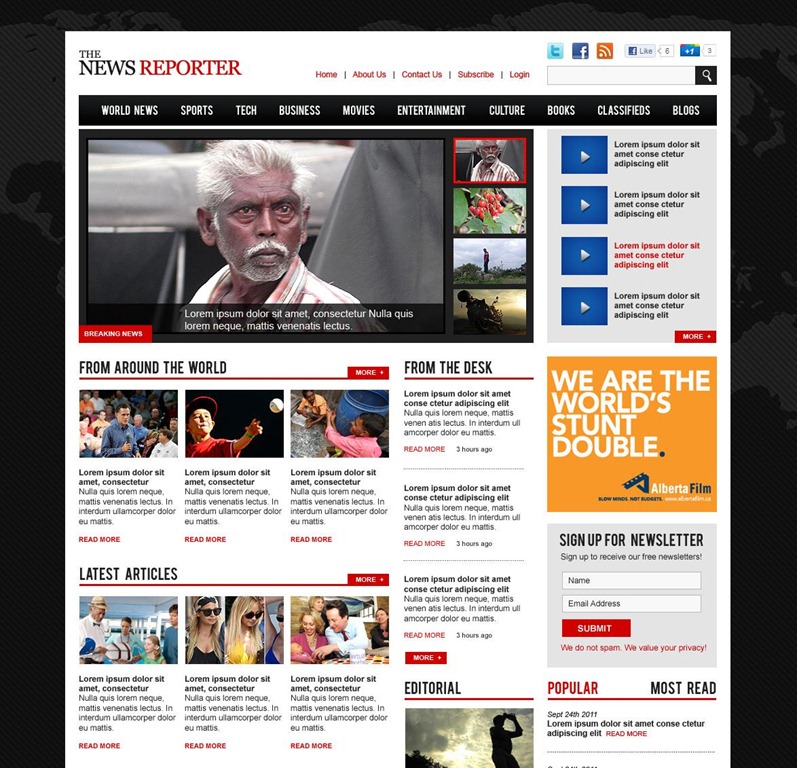 THE
NEWS REPORTER
Home | About Us | Contact Us | Subscribe | Login
Like 6 +1 3
WORLD NEWS SPORTS TECH BUSINESS MOVIES ENTERTAINMENT CULTURE BOOKS CLASSIFIEDS BLOGS
Lorem ipsum dolor sit amet, consectetur Nulla quis
lorem neque, mattis venenatis lectus.
BREAKING NEWS
Lorem ipsum dolor sit
amet conse ctetur
adipiscing elit
Lorem ipsum dolor sit
amet conse ctetur
adipiscing elit
Lorem ipsum dolor sit
amet conse ctetur
adipiscing elit
Lorem ipsum dolor sit
amet conse ctetur
adipiscing elit
MORE +
FROM AROUND THE WORLD
MORE +
Lorem ipsum dolor sit
amet, consectetur
Nulla quis lorem neque,
mattis venenatis lectus. In
interdum ullamcorper dolor
eu mattis.
READ MORE
Lorem ipsum dolor sit
amet, consectetur
Nulla quis lorem neque,
mattis venenatis lectus. In
interdum ullamcorper dolor
eu mattis.
READ MORE
Lorem ipsum dolor sit
amet, consectetur
Nulla quis lorem neque,
mattis venenatis lectus. In
interdum ullamcorper dolor
eu mattis.
READ MORE
LATEST ARTICLES
MORE +
Lorem ipsum dolor sit
amet, consectetur
Nulla quis lorem neque,
mattis venenatis lectus. In
interdum ullamcorper dolor
eu mattis.
READ MORE
Lorem ipsum dolor sit
amet, consectetur
Nulla quis lorem neque,
mattis venenatis lectus. In
interdum ullamcorper dolor
eu mattis.
READ MORE
Lorem ipsum dolor sit
amet, consectetur
Nulla quis lorem neque,
mattis venenatis lectus. In
interdum ullamcorper dolor
eu mattis.
READ MORE
FROM THE DESK
Lorem ipsum dolor sit amet
conse ctetur adipiscing elit
Nulla quis lorem neque, mattis
venenatis lectus. In interdum ull
amcorper dolor eu mattis.
READ MORE 3 hours ago
Lorem ipsum dolor sit amet
conse ctetur adipiscing elit
Nulla quis lorem neque, mattis
venenatis lectus. In interdum ull
amcorper dolor eu mattis.
READ MORE 3 hours ago
Lorem ipsum dolor sit amet
conse ctetur adipiscing elit
Nulla quis lorem neque, mattis
venenatis lectus. In interdum ull
amcorper dolor eu mattis.
READ MORE 3 hours ago
MORE +
EDITORIAL
WE ARE THE
WORLD'S
STUNT
DOUBLE.
AlbertaFilm
BLOW MINDS. NOT BUDGETS. www.albertafilm.ca
SIGN UP FOR NEWSLETTER
Sign up to receive our free newsletters!
Name
Email Address
SUBMIT
We do not spam. We value your privacy!
POPULAR MOST READ
Sept 24th 2011
Lorem ipsum dolor sit amet conse ctetur
adipiscing elit READ MORE